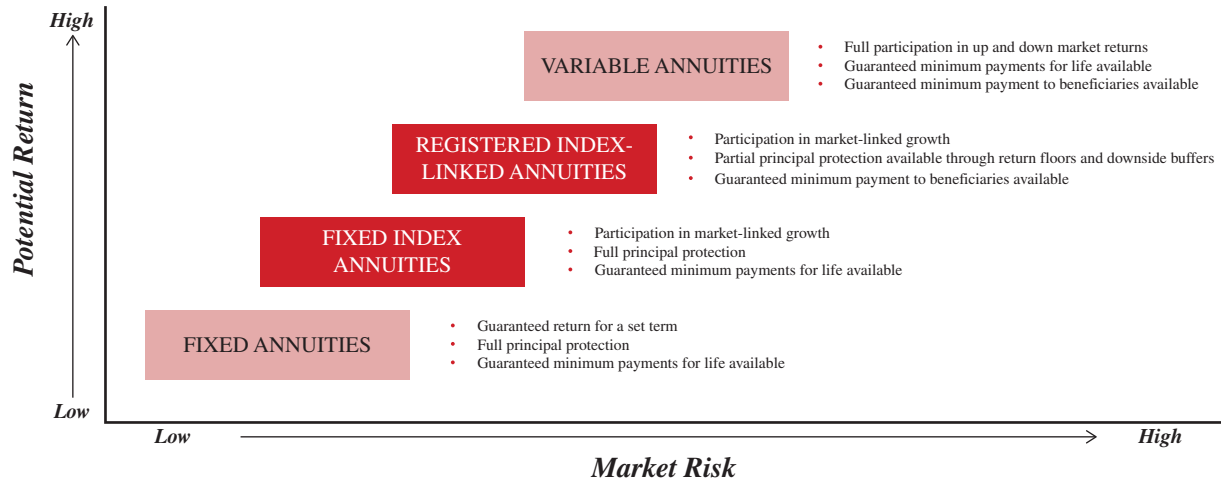 High
Potential Return
Low
VARIABLE ANNUITIES
• Full participation in up and down market returns
• Guaranteed minimum payments for life available
• Guaranteed minimum payment to beneficiaries available
REGISTERED INDEX-
LINKED ANNUITIES
• Participation in market-linked growth
• Partial principal protection available through return floors and downside buffers
• Guaranteed minimum payment to beneficiaries available
FIXED INDEX
ANNUITIES
• Participation in market-linked growth
• Full principal protection
• Guaranteed minimum payments for life available
FIXED ANNUITIES
• Guaranteed return for a set term
• Full principal protection
• Guaranteed minimum payments for life available
Low
High
Market Risk